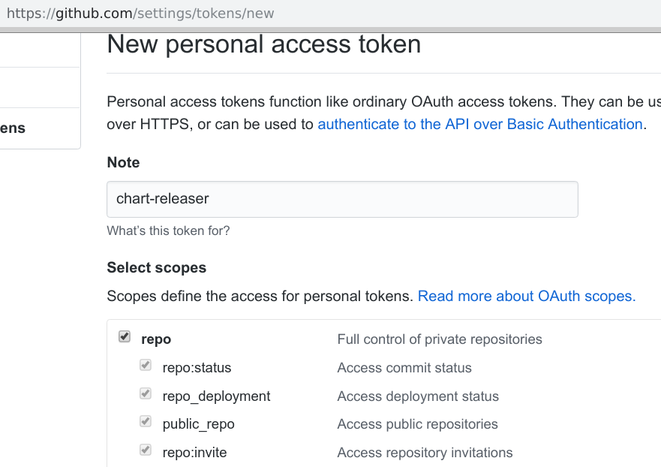 https://github.com/settings/tokens/new
New personal access token
Personal access tokens function like ordinary OAuth access tokens. They can be
ens
over HTTPS, or can be used to authenticate to the API over Basic Authentication.
Note
chart-releaser
What's this token for?
Select scopes
Scopes define the access for personal tokens. Read more about OAuth scopes.
repo Full control of private repositories
repo:status Access commit status
repo_deployment Access deployment status
public_repo Access public repositories
repo:invite Access repository invitations